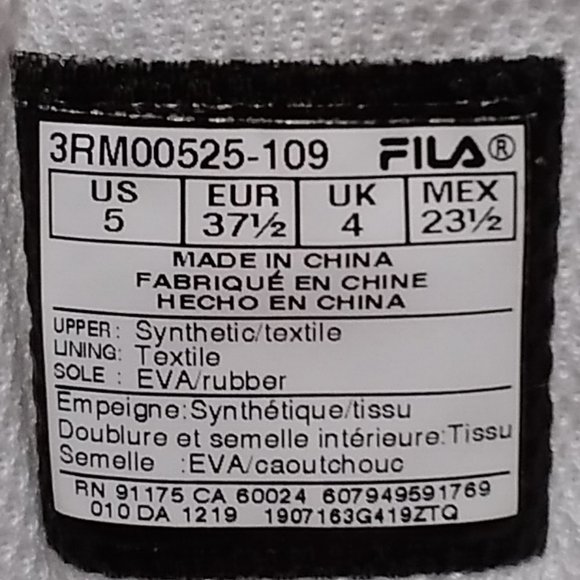 3RM00525-109 FILA®
US EUR UK MEX
5 37½ 4 23½
MADE IN CHINA
FABRIQUÉ EN CHINE
HECHO EN CHINA
UPPER: Synthetic/textile
LINING: Textile
SOLE : EVA/rubber
Empeigne:Synthétique/tissu
Doublure et semelle intérieure:Tissu
Semelle :EVA/caoutchouc
RN 91175 CA 60024 607949591769
010 DA 1219 1907163G419ZTQ